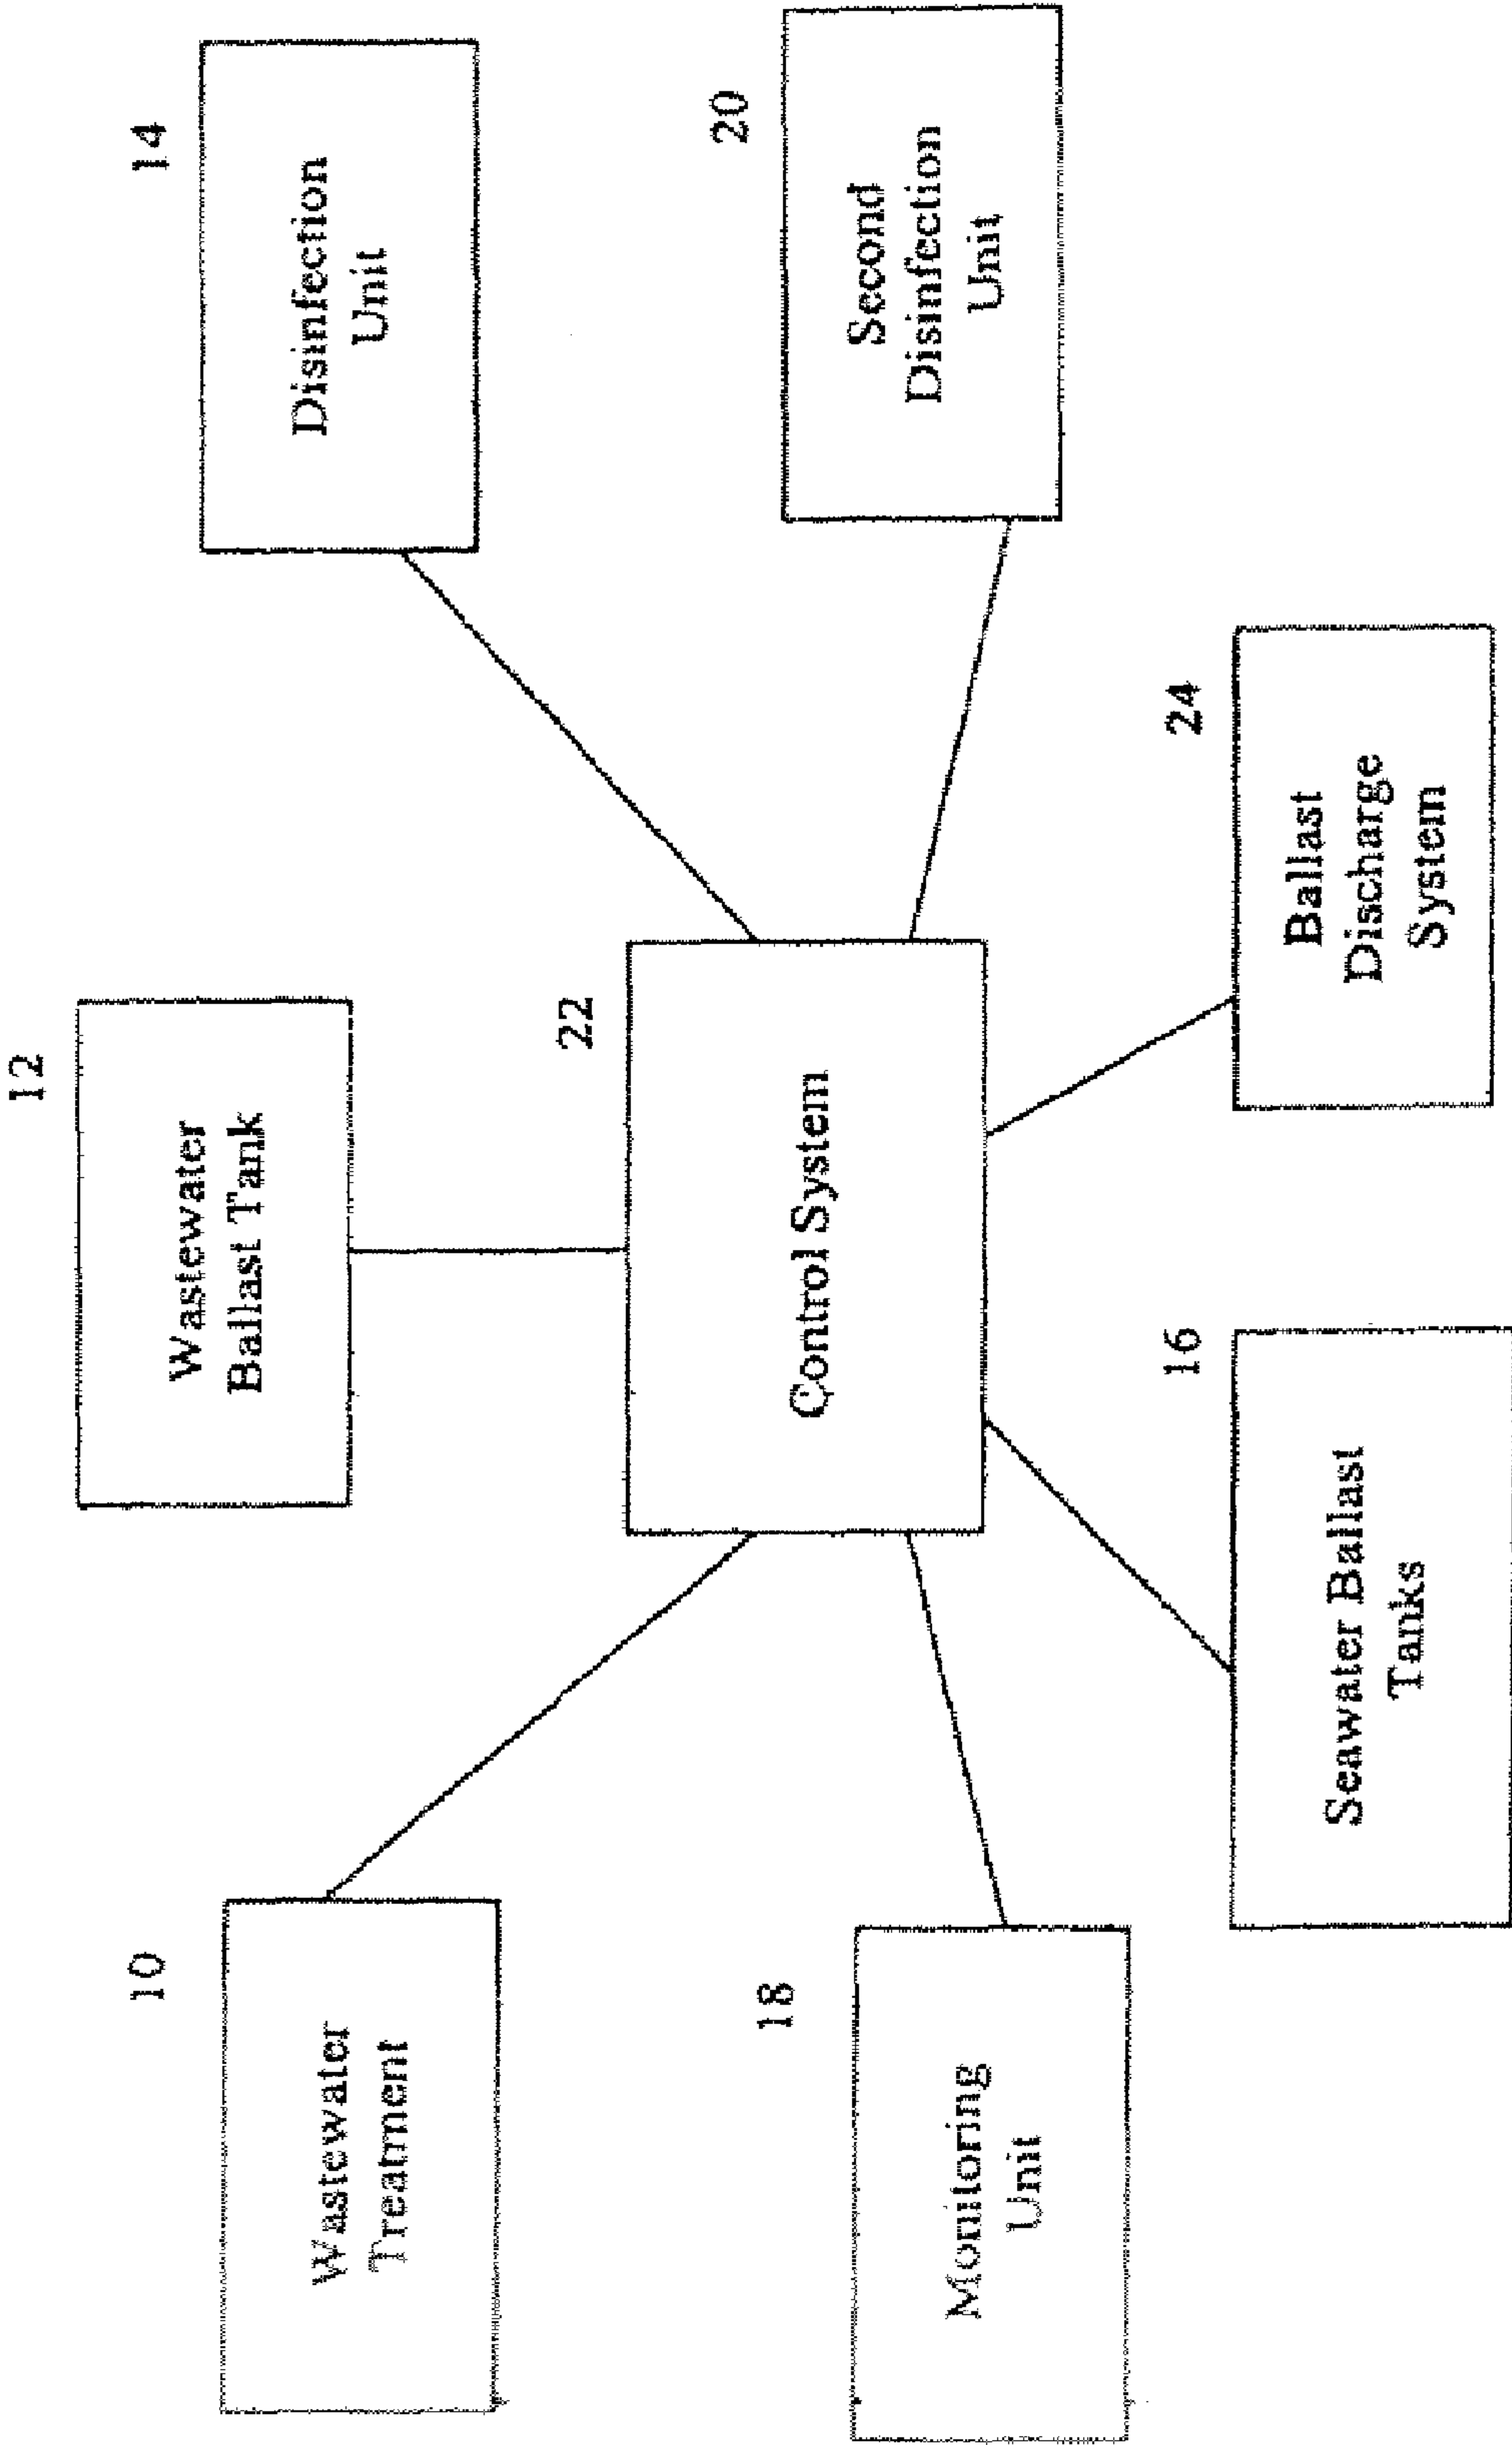 12
Wastewater
Ballast Tank
10
Wastewater
Treatment
14
Disinfection
Unit
22
Control System
18
Monitoring
Unit
20
Second
Disinfection
Unit
16
Seawater Ballast
Tanks
24
Ballast
Discharge
System